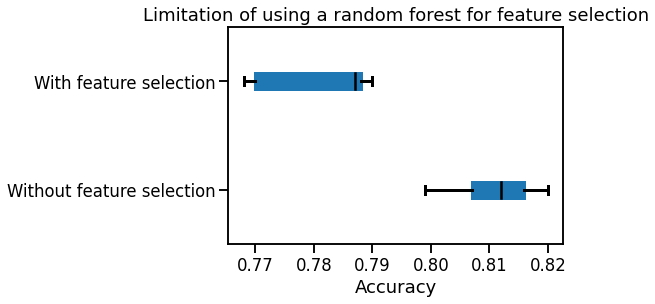 Limitation of using a random forest for feature selection
With feature selection
Without feature selection
0.77 0.78 0.79 0.80 0.81 0.82
Accuracy